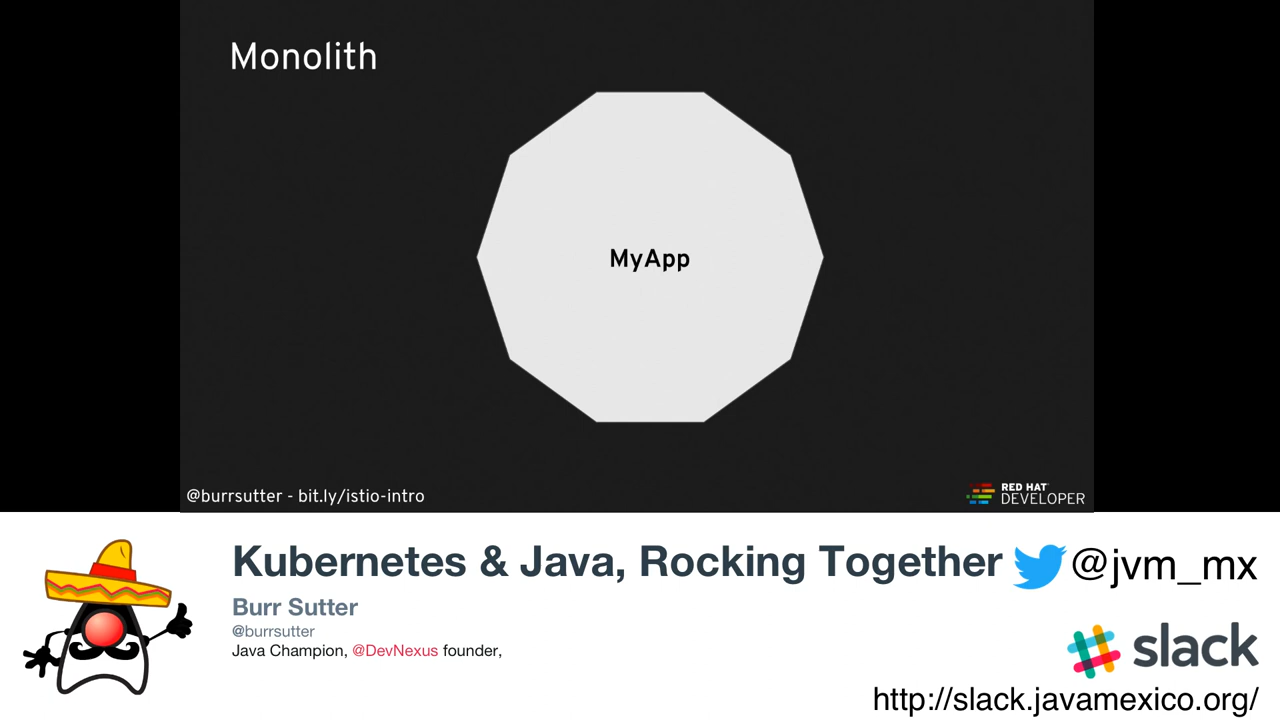 Monolith
MyApp
@burrsutter - bit.ly/istio-intro
RED HAT
DEVELOPER
Kubernetes & Java, Rocking Together
@jvm_mx
Burr Sutter
@burrsutter
Java Champion, @DevNexus founder,
slack
http://slack.javamexico.org/